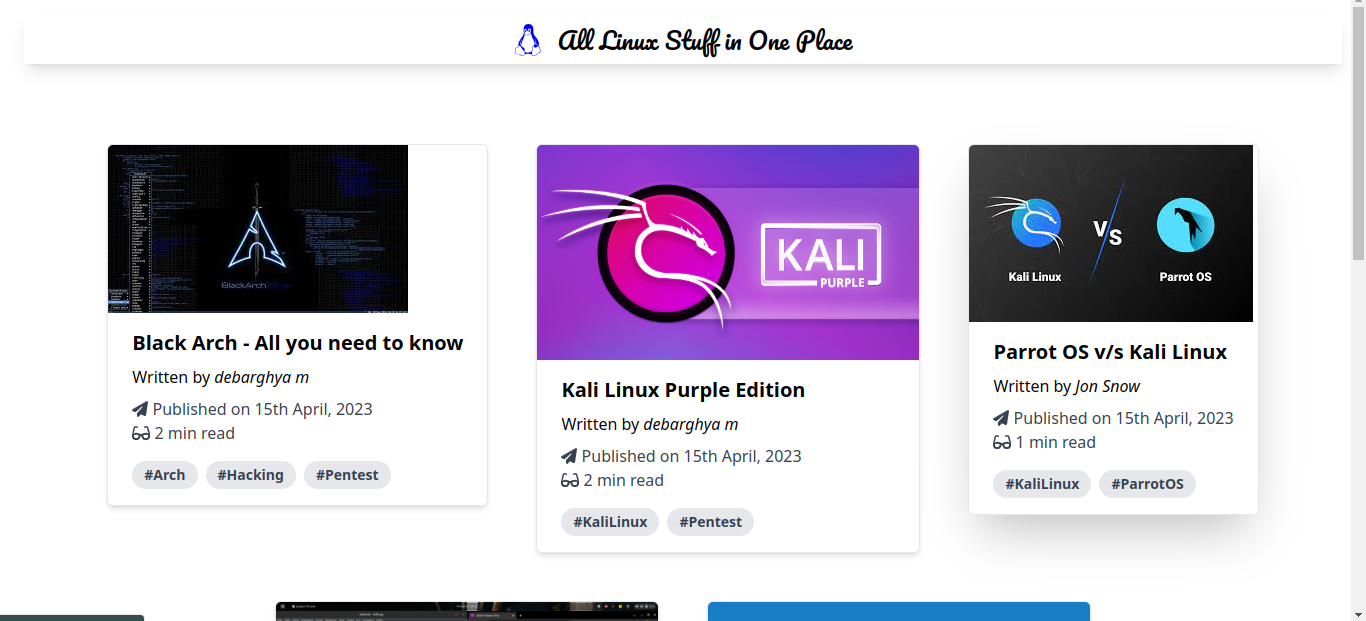 All Linux Stuff in One Place
BlackArch
Black Arch - All you need to know
Written by debarghya m
Published on 15th April, 2023
2 min read
#Arch #Hacking #Pentest
KALI
PURPLE
Kali Linux Purple Edition
Written by debarghya m
Published on 15th April, 2023
2 min read
#KaliLinux #Pentest
VS
Kali Linux Parrot OS
Parrot OS v/s Kali Linux
Written by Jon Snow
Published on 15th April, 2023
1 min read
#KaliLinux #ParrotOS